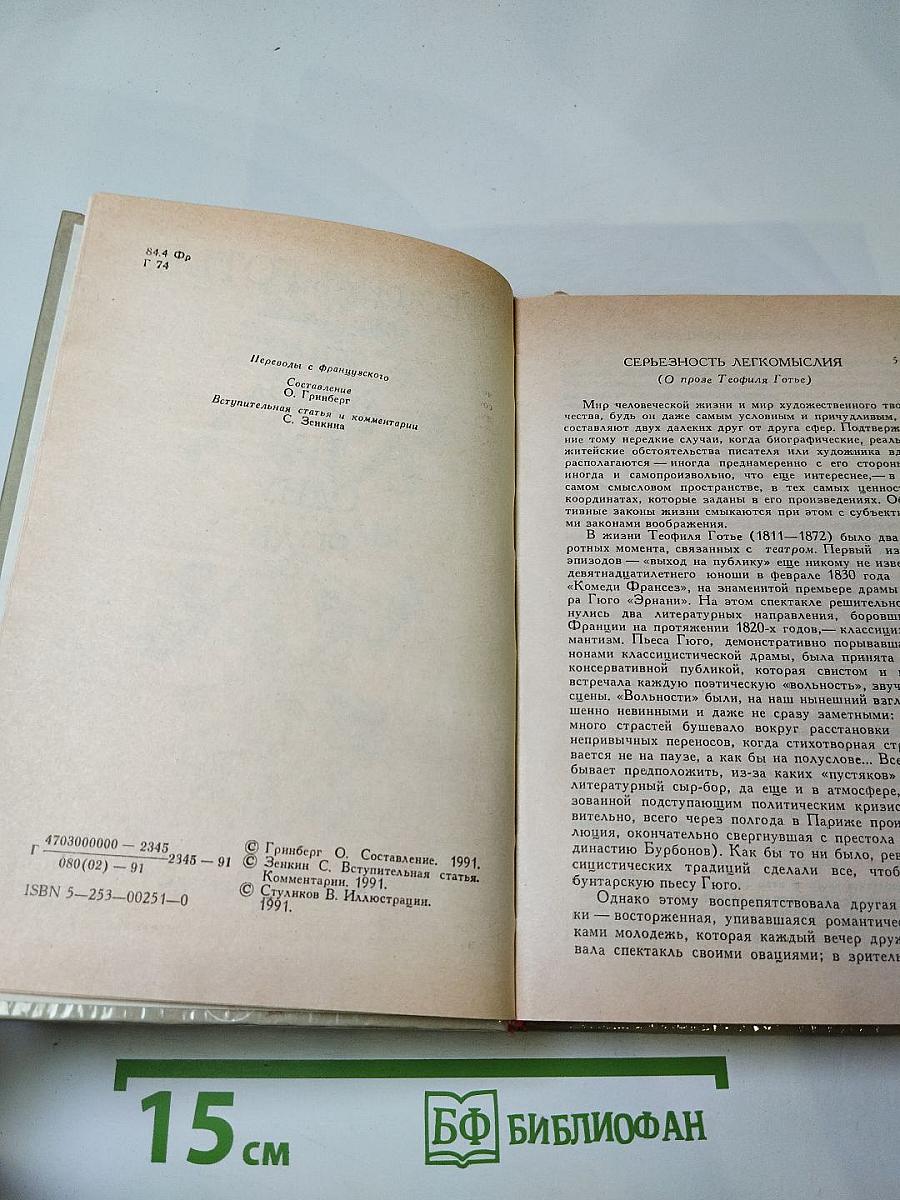 84.4 Фр
Г 74
Переводы с французского
Составление
О. Гринберг
Вступительная статья и комментарии
С. Зенкина
Г 4703000000 — 2345
080(02) — 91
2345 — 91
ISBN 5—253—00251—0
© Гринберг О. Составление. 1991.
© Зенкин С. Вступительная статья.
Комментарии. 1991.
© Стуликов В. Иллюстрации.
1991.
5
СЕРЬЕЗНОСТЬ ЛЕГКОМЫСЛИЯ
(О прозе Теофиля Готье)
Мир человеческой жизни и мир художественного тво
чества, будь он даже самым условным и причудливым,
составляют двух далеких друг от друга сфер. Подтверж
ние тому нередкие случаи, когда биографические, реаль
житейские обстоятельства писателя или художника вд
располагаются — иногда преднамеренно с его сторон
иногда и самопроизвольно, что еще интереснее,— в
самом смысловом пространстве, в тех самых ценност
координатах, которые заданы в его произведениях. Об
тивные законы жизни смыкаются при этом с субъекти
ми законами воображения.
В жизни Теофиля Готье (1811—1872) было два
ротных момента, связанных с театром. Первый из
эпизодов — «выход на публику» еще никому не изве
девятнадцатилетнего юноши в феврале 1830 года
«Комеди Франсез», на знаменитой премьере драмы
ра Гюго «Эрнани». На этом спектакле решительно
нулись два литературных направления, боровши
Франции на протяжении 1820-х годов,— классици
мантизм. Пьеса Гюго, демонстративно порывавша
нонами классицистической драмы, была принята
консервативной публикой, которая свистом и
встречала каждую поэтическую «вольность», звуч
сцены. «Вольности» были, на наш нынешний взгл
шенно невинными и даже не сразу заметными:
много страстей бушевало вокруг расстановки
непривычных переносов, когда стихотворная стр
вается не на паузе, а как бы на полуслове... Все
бывает предположить, из-за каких «пустяков»
литературный сыр-бор, да еще и в атмосфере,
зованной подступающим политическим кризис
вительно, всего через полгода в Париже прои
люция, окончательно свергнувшая с престола
династию Бурбонов). Как бы то ни было, рев
сицистических традиций сделали все, чтоб
бунтарскую пьесу Гюго.
Однако этому воспрепятствовала другая
ки — восторженная, упивавшаяся романтичес
ками молодежь, которая каждый вечер друж
вала спектакль своими овациями; в зритель
15 см
БФ БИБЛИОФАН